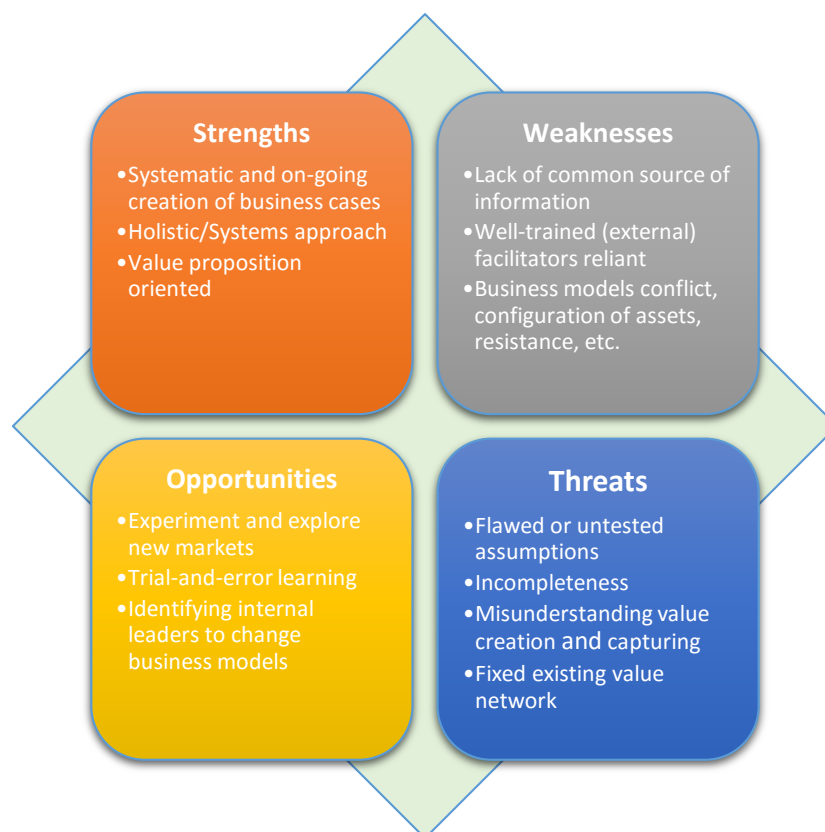 Strengths
•Systematic and on-going
creation of business cases
•Holistic/Systems approach
•Value proposition
oriented
Weaknesses
•Lack of common source of
information
•Well-trained (external)
facilitators reliant
•Business models conflict,
configuration of assets,
resistance, etc.
Opportunities
•Experiment and explore
new markets
•Trial-and-error learning
•Identifying internal
leaders to change
business models
Threats
•Flawed or untested
assumptions
•Incompleteness
•Misunderstanding value
creation and capturing
•Fixed existing value
network